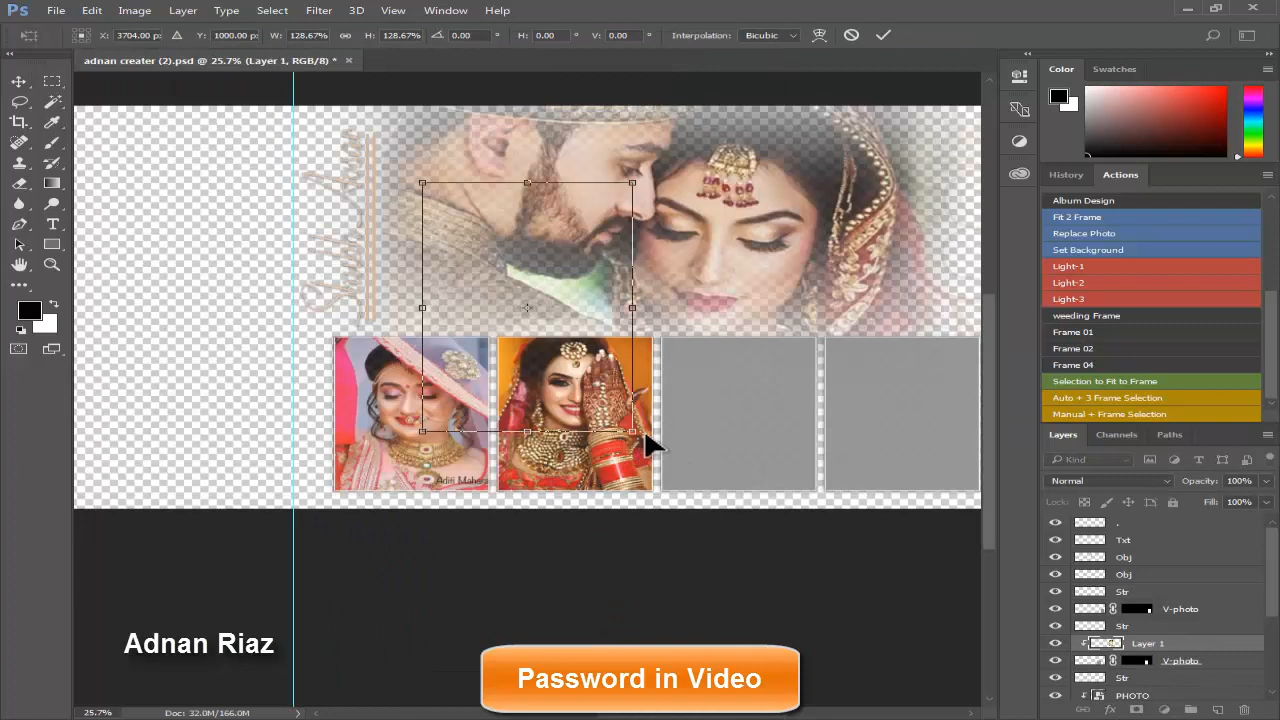 Ps File Edit Image Layer Type Select Filter 3D View Window Help
X: 3704.00 px Y: 1000.00 px W: 128.67% H: 128.67% 0.00 ° H: 0.00 ° V: 0.00 ° Interpolation: Bicubic
adnan creater (2).psd @ 25.7% (Layer 1, RGB/8) *
Color Swatches
History Actions
Album Design
Fit 2 Frame
Replace Photo
Set Background
Light-1
Light-2
Light-3
weeding Frame
Frame 01
Frame 02
Frame 04
Selection to Fit to Frame
Auto + 3 Frame Selection
Manual + Frame Selection
Layers Channels Paths
Kind
Normal Opacity: 100%
Lock: Fill: 100%
.
Txt
Obj
Obj
Str
V-photo
Str
Layer 1
V-photo
Str
PHOTO
Adnan Riaz
Password in Video
25.7% Doc: 32.0M/166.0M